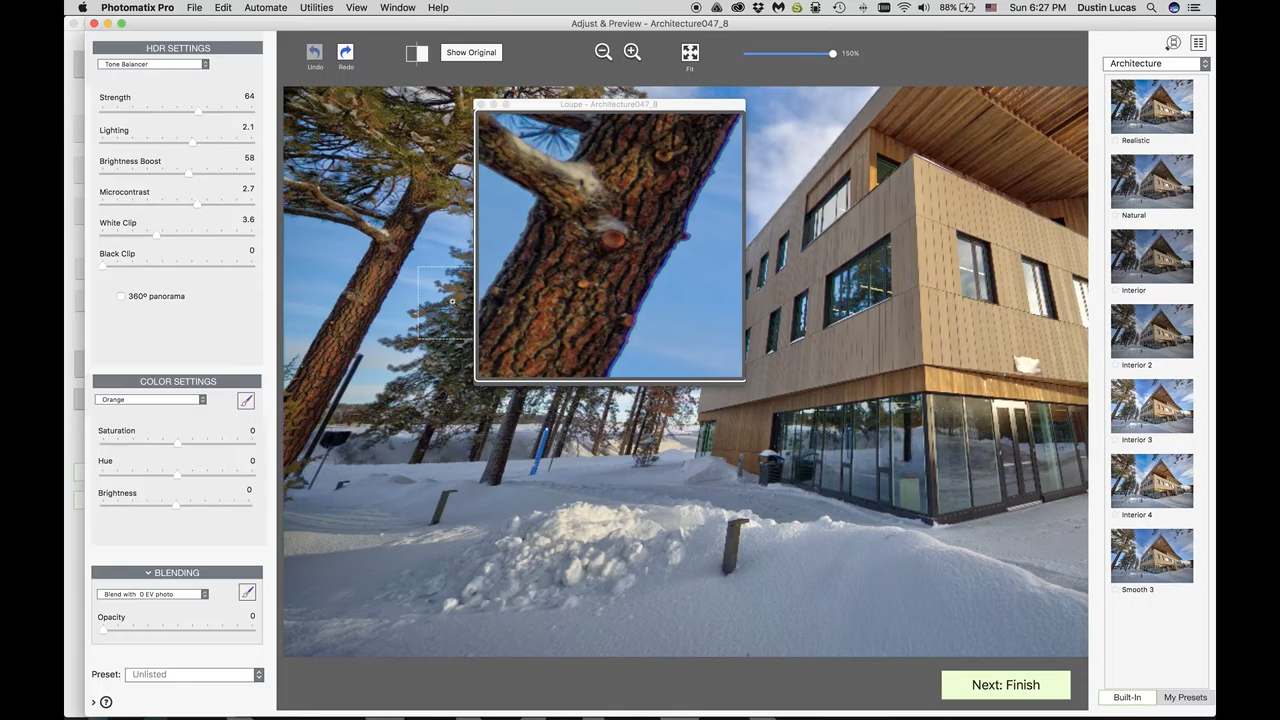 Photomatix Pro File Edit Automate Utilities View Window Help 88% Sun 6:27 PM Dustin Lucas
Adjust & Preview - Architecture047_8
HDR SETTINGS
Tone Balancer
Strength 64
Lighting 2.1
Brightness Boost 58
Microcontrast 2.7
White Clip 3.6
Black Clip 0
360º panorama
COLOR SETTINGS
Orange
Saturation 0
Hue 0
Brightness 0
BLENDING
Blend with 0 EV photo
Opacity 0
Preset: Unlisted
?
Undo
Redo
Show Original
Fit
150%
Loupe - Architecture047_8
Next: Finish
Architecture
Realistic
Natural
Interior
Interior 2
Interior 3
Interior 4
Smooth 3
Built-In My Presets